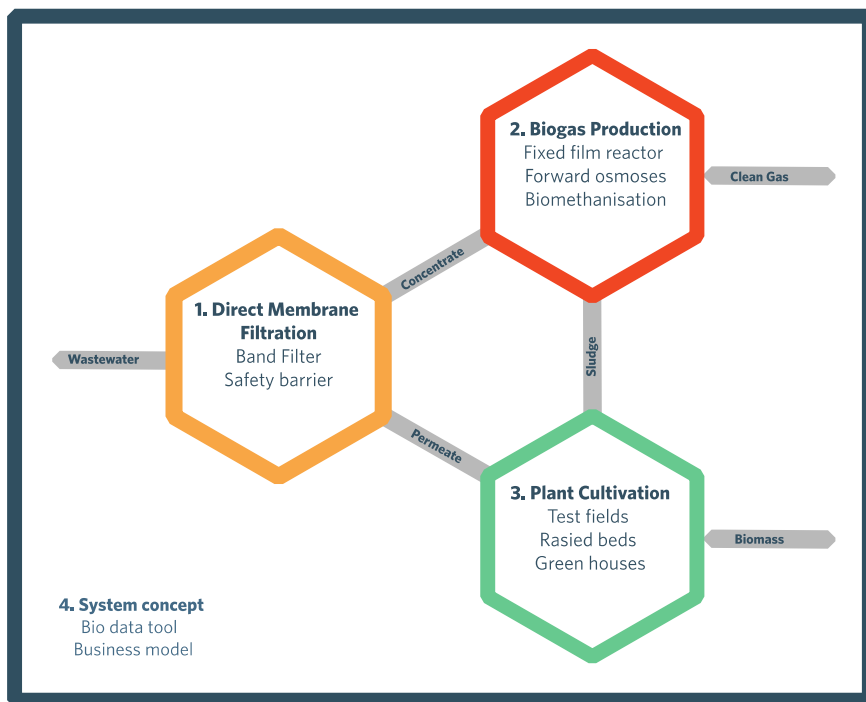 2. Biogas Production
Fixed film reactor
Forward osmoses
Biomethanisation
Clean Gas
Concentrate
1. Direct Membrane
Filtration
Band Filter
Safety barrier
Wastewater
Sludge
Permeate
3. Plant Cultivation
Test fields
Rasied beds
Green houses
Biomass
4. System concept
Bio data tool
Business model